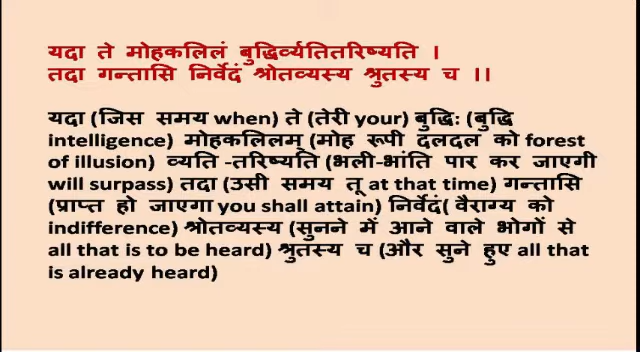 यदा ते मोहकलिलं बुद्धिर्व्यतितरिष्यति ।
तदा गन्तासि निर्वेदं श्रोतव्यस्य श्रुतस्य च ।।
यदा (जिस समय when) ते (तेरी your) बुद्धिः (बुद्धि
intelligence) मोहकलिलम् (मोह रूपी दलदल को forest
of illusion) व्यति -तरिष्यति (भली-भांति पार कर जाएगी
will surpass) तदा (उसी समय तू at that time) गन्तासि
(प्राप्त हो जाएगा you shall attain) निर्वेदं( वैराग्य को
indifference) श्रोतव्यस्य (सुनने में आने वाले भोगों से
all that is to be heard) श्रुतस्य च (और सुने हुए all that
is already heard)